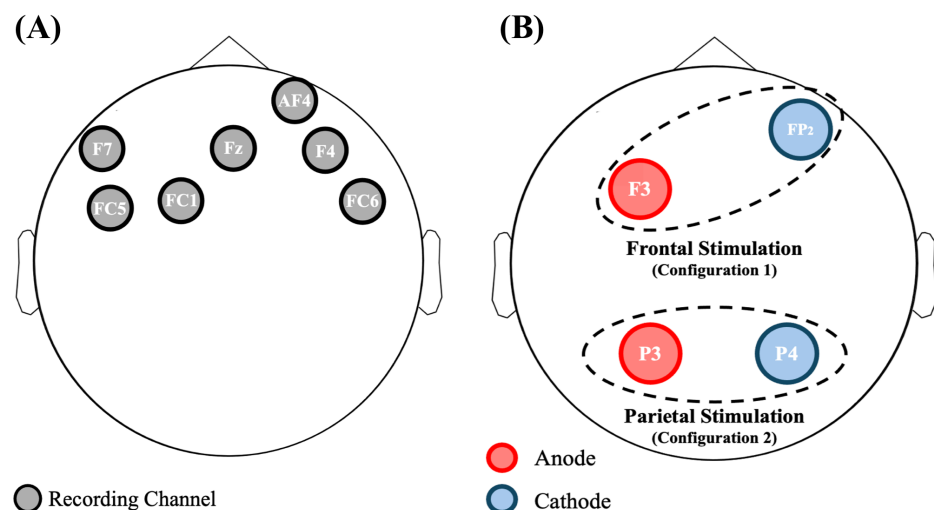 (A)
AF4
F7
Fz
F4
FC5
FC1
FC6
Recording Channel
(B)
FP2
F3
Frontal Stimulation
(Configuration 1)
P3
P4
Parietal Stimulation
(Configuration 2)
Anode
Cathode